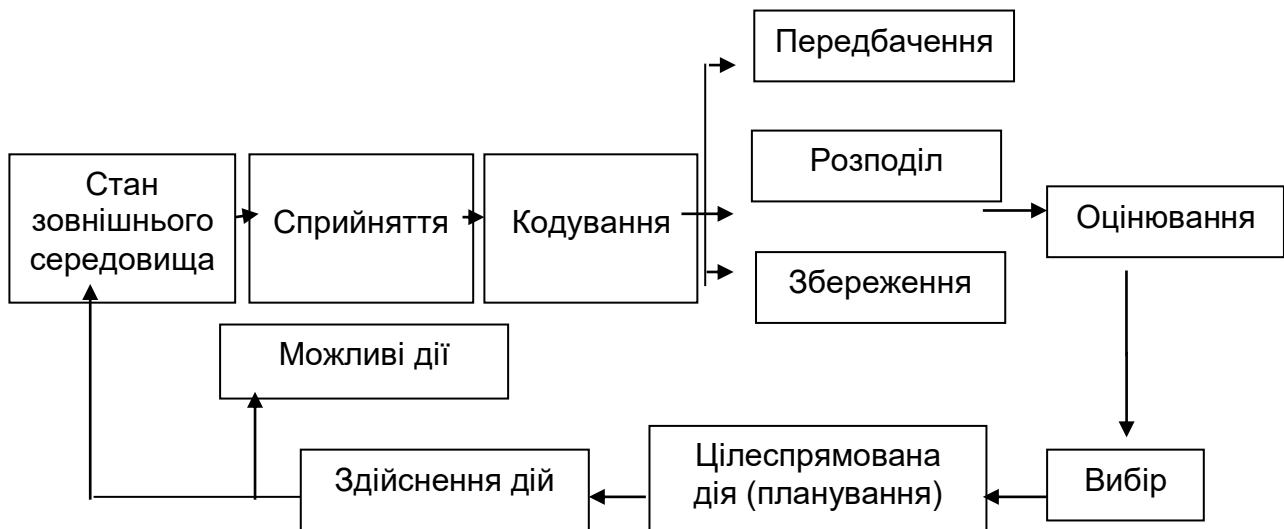 Передбачення
Розподіл
Збереження
Стан
зовнішнього
середовища
Сприйняття
Кодування
Оцінювання
Можливі дії
Здійснення дій
Цілеспрямована
дія (планування)
Вибір